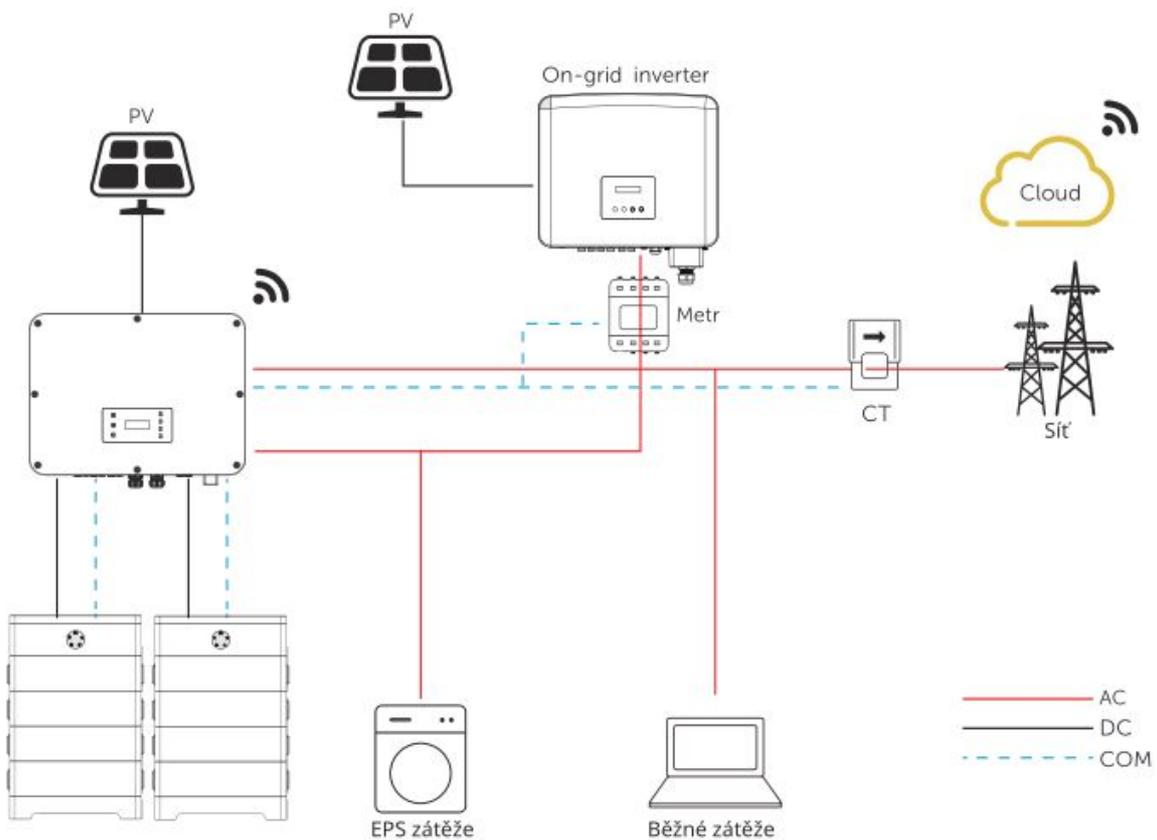 PV
On-grid inverter
PV
Cloud
Metr
CT
Síť
AC
DC
COM
EPS zátěže
Běžné zátěže